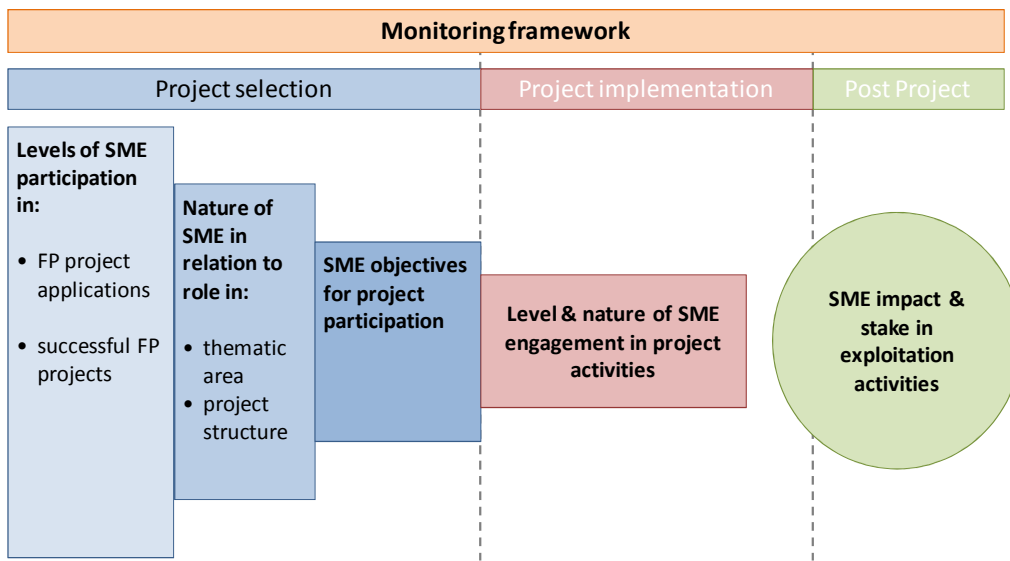 Monitoring framework
Project selection
Project implementation
Post Project
Levels of SME
participation
in:
• FP project
applications
• successful FP
projects
Nature of
SME in
relation to
role in:
• thematic
area
• project
structure
SME objectives
for project
participation
Level & nature of SME
engagement in project
activities
SME impact &
stake in
exploitation
activities